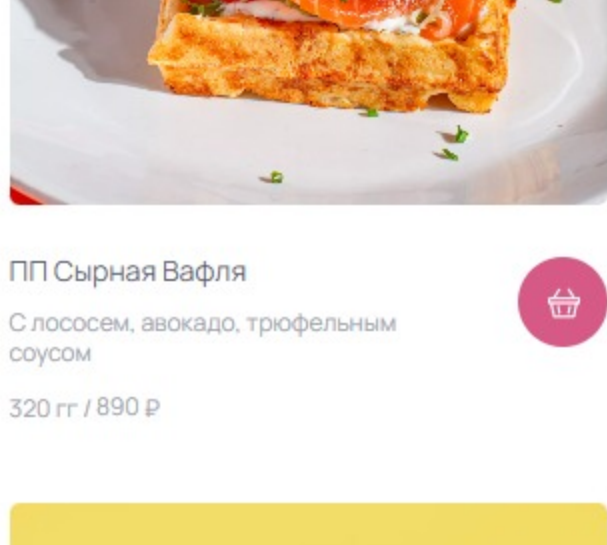 ПП Сырная Вафля
С лососем, авокадо, трюфельным
соусом
320 гг / 890 ₽